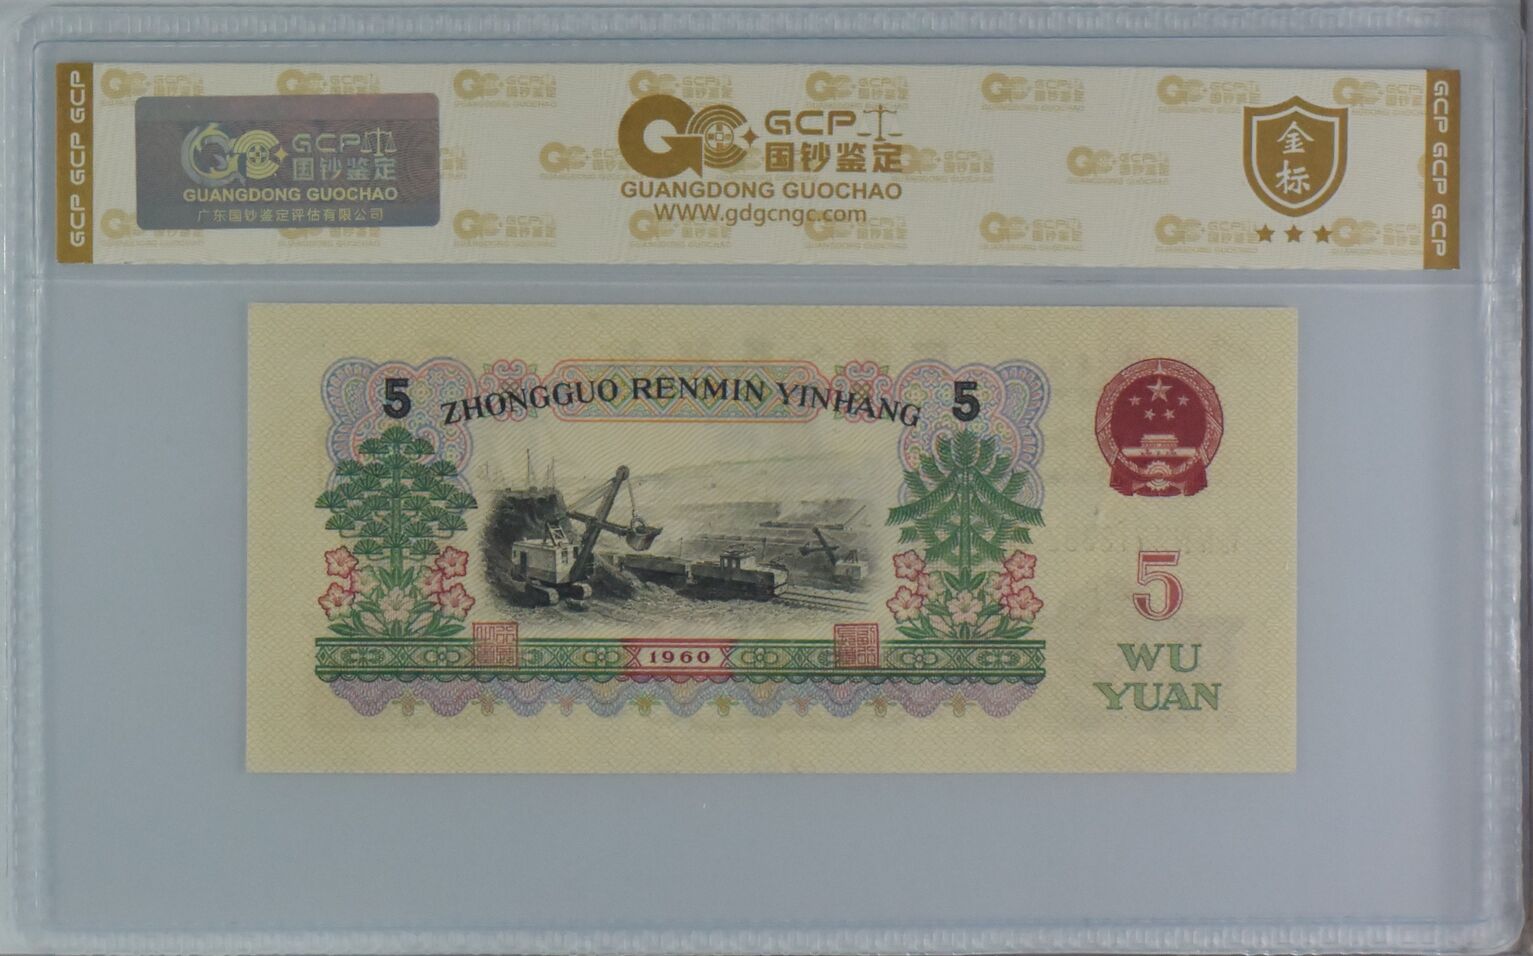 GCP GCP GCP
GCP
国钞鉴定
GUANGDONG GUOCHAO
广东国钞鉴定评估有限公司
GCP
国钞鉴定
GUANGDONG GUOCHAO
WWW.gdgcngc.com
金
标
GCP GCP GCP
5
ZHONGGUO RENMIN YINHANG
5
1960
5
WU
YUAN